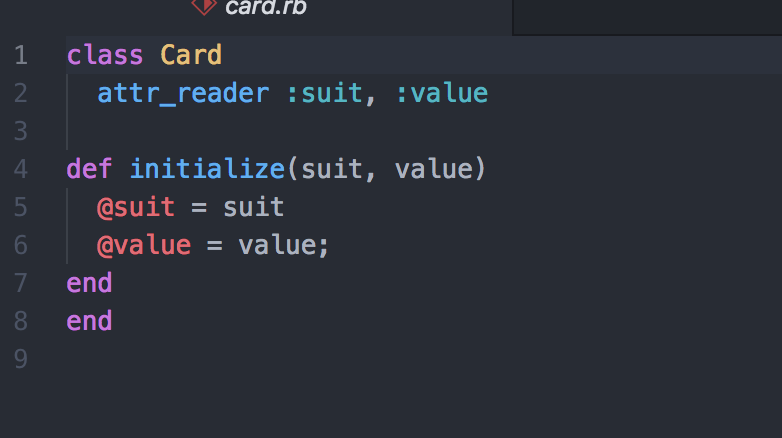 card.rb
1 class Card
2   attr_reader :suit, :value
3
4 def initialize(suit, value)
5   @suit = suit
6   @value = value;
7 end
8 end
9